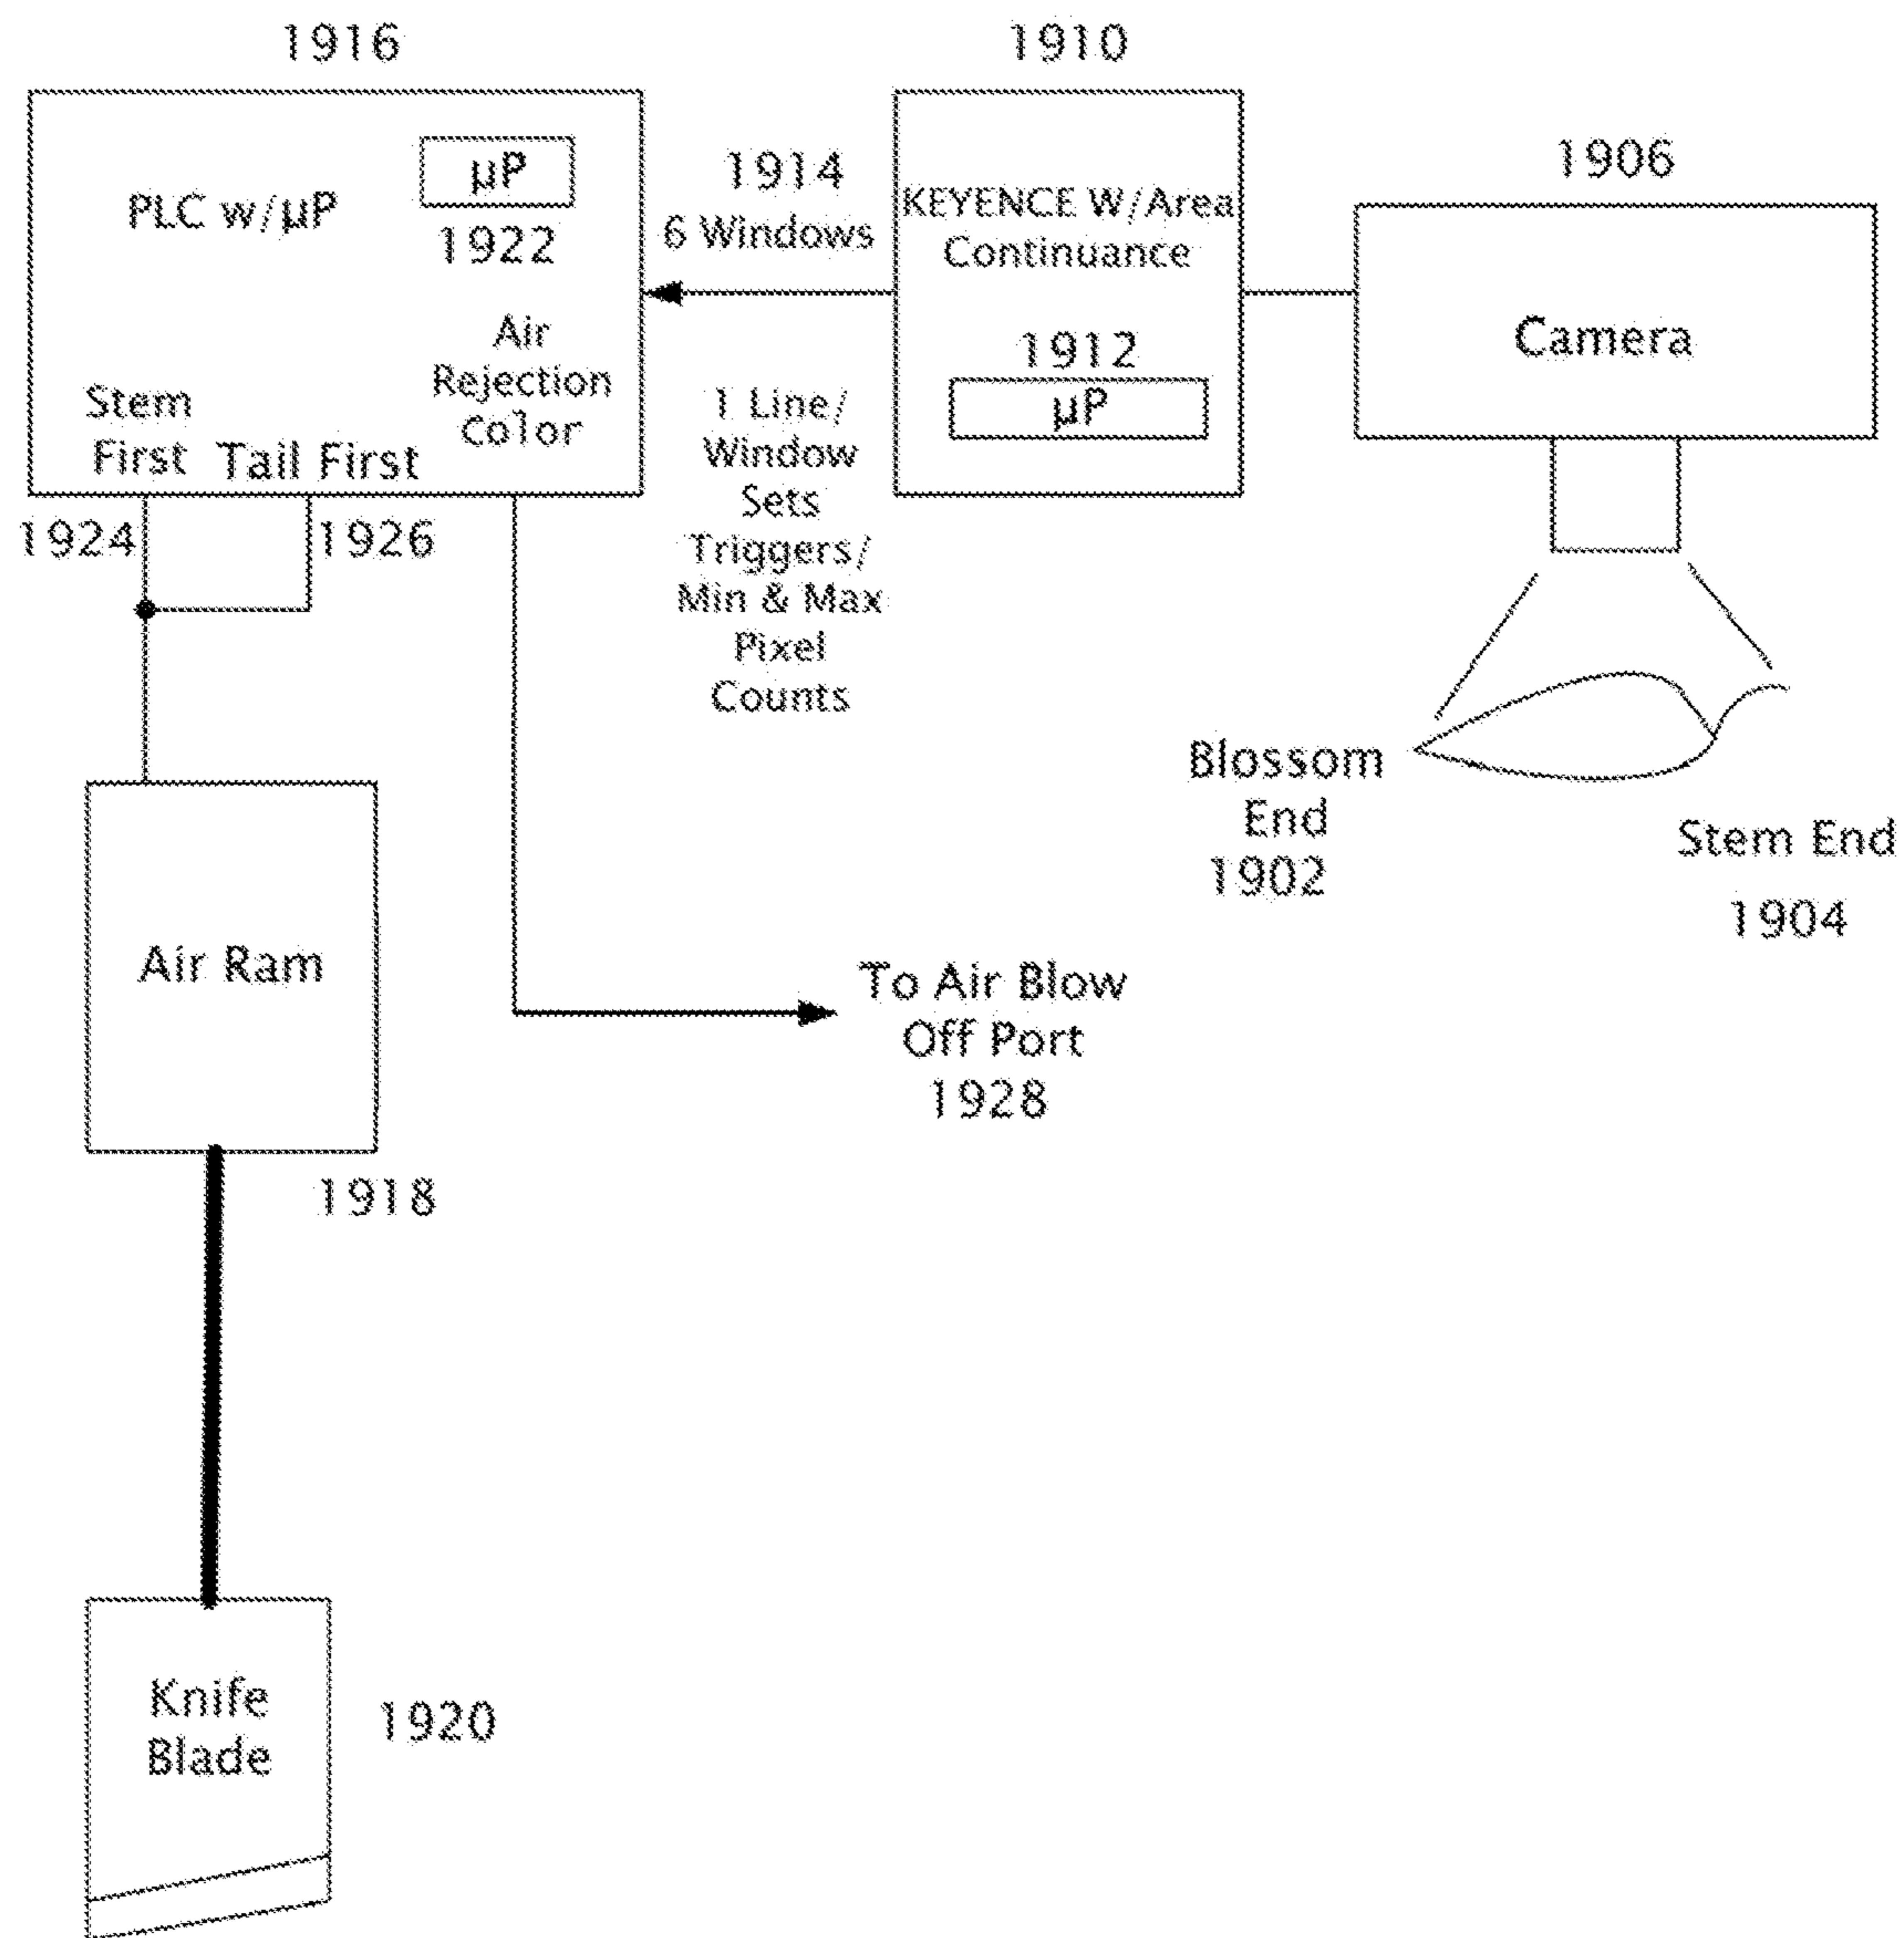 1916
PLC w/µP
µP
1922
Air
Rejection
Color
Stem
First
Tail First
1924
1926
1914
6 Windows
1 Line/
Window
Sets
Triggers/
Min & Max
Pixel
Counts
1910
KEYENCE W/Area
Continuance
1912
µP
1906
Camera
Blossom
End
1902
Stem End
1904
Air Ram
1918
To Air Blow
Off Port
1928
Knife
Blade
1920